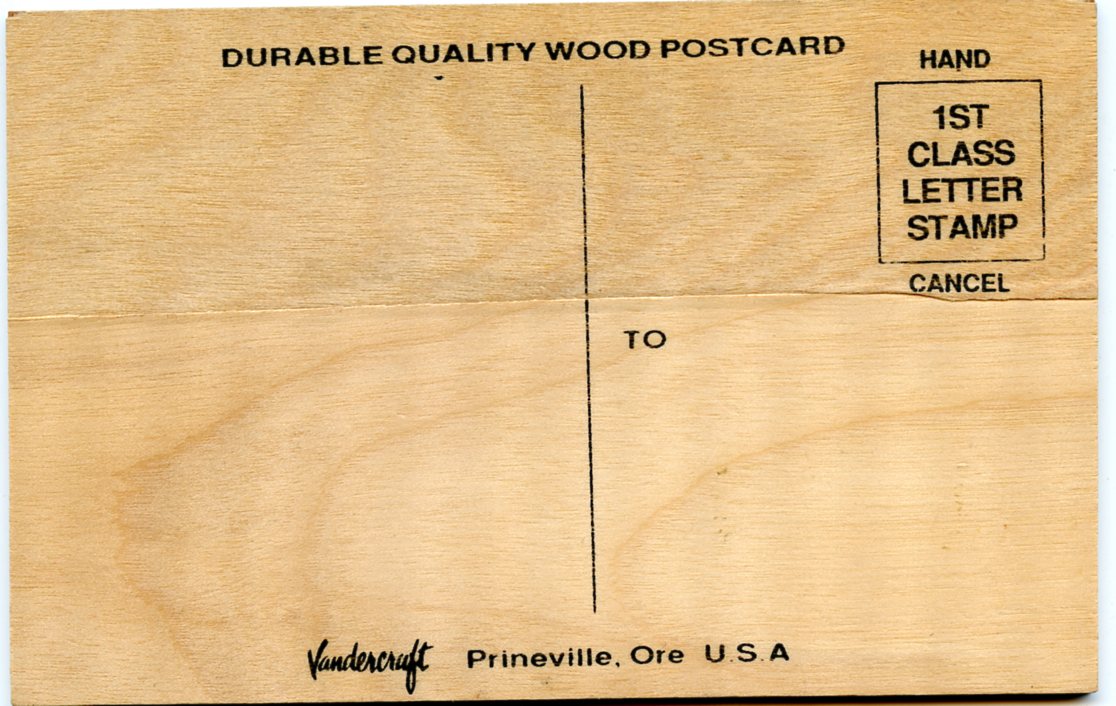 DURABLE QUALITY WOOD POSTCARD
HAND
1ST
CLASS
LETTER
STAMP
CANCEL
TO
Vandercraft Prineville, Ore U.S.A